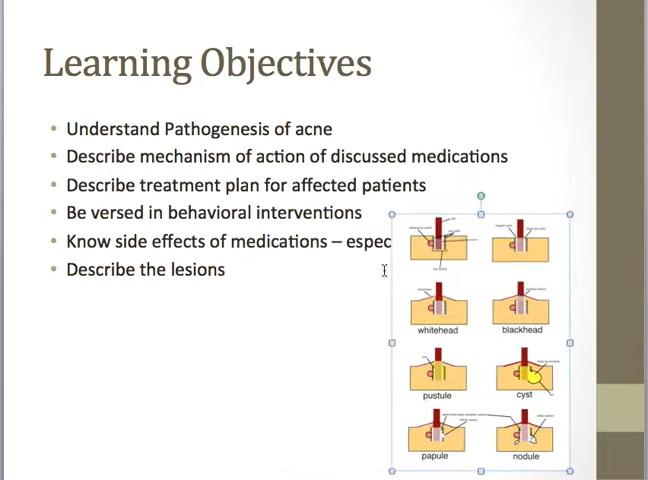 Learning Objectives
• Understand Pathogenesis of acne
• Describe mechanism of action of discussed medications
• Describe treatment plan for affected patients
• Be versed in behavioral interventions
• Know side effects of medications – espec
• Describe the lesions
whitehead blackhead
pustule cyst
papule nodule